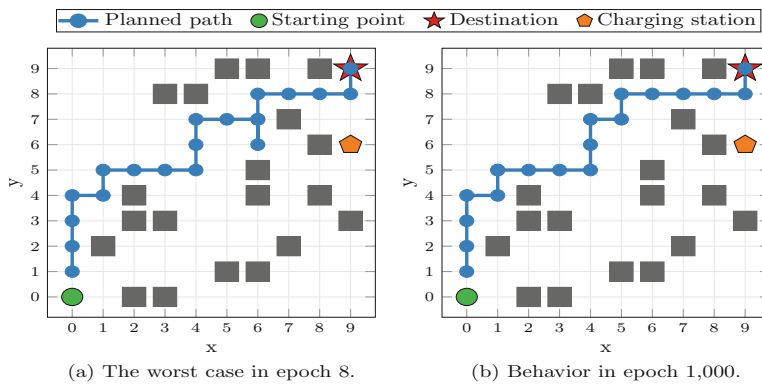 Planned path Starting point Destination Charging station
9 9
8 8
7 7
6 6
5 5
y y
4 4
3 3
2 2
1 1
0 0
0 1 2 3 4 5 6 7 8 9 0 1 2 3 4 5 6 7 8 9
x x
(a) The worst case in epoch 8. (b) Behavior in epoch 1,000.